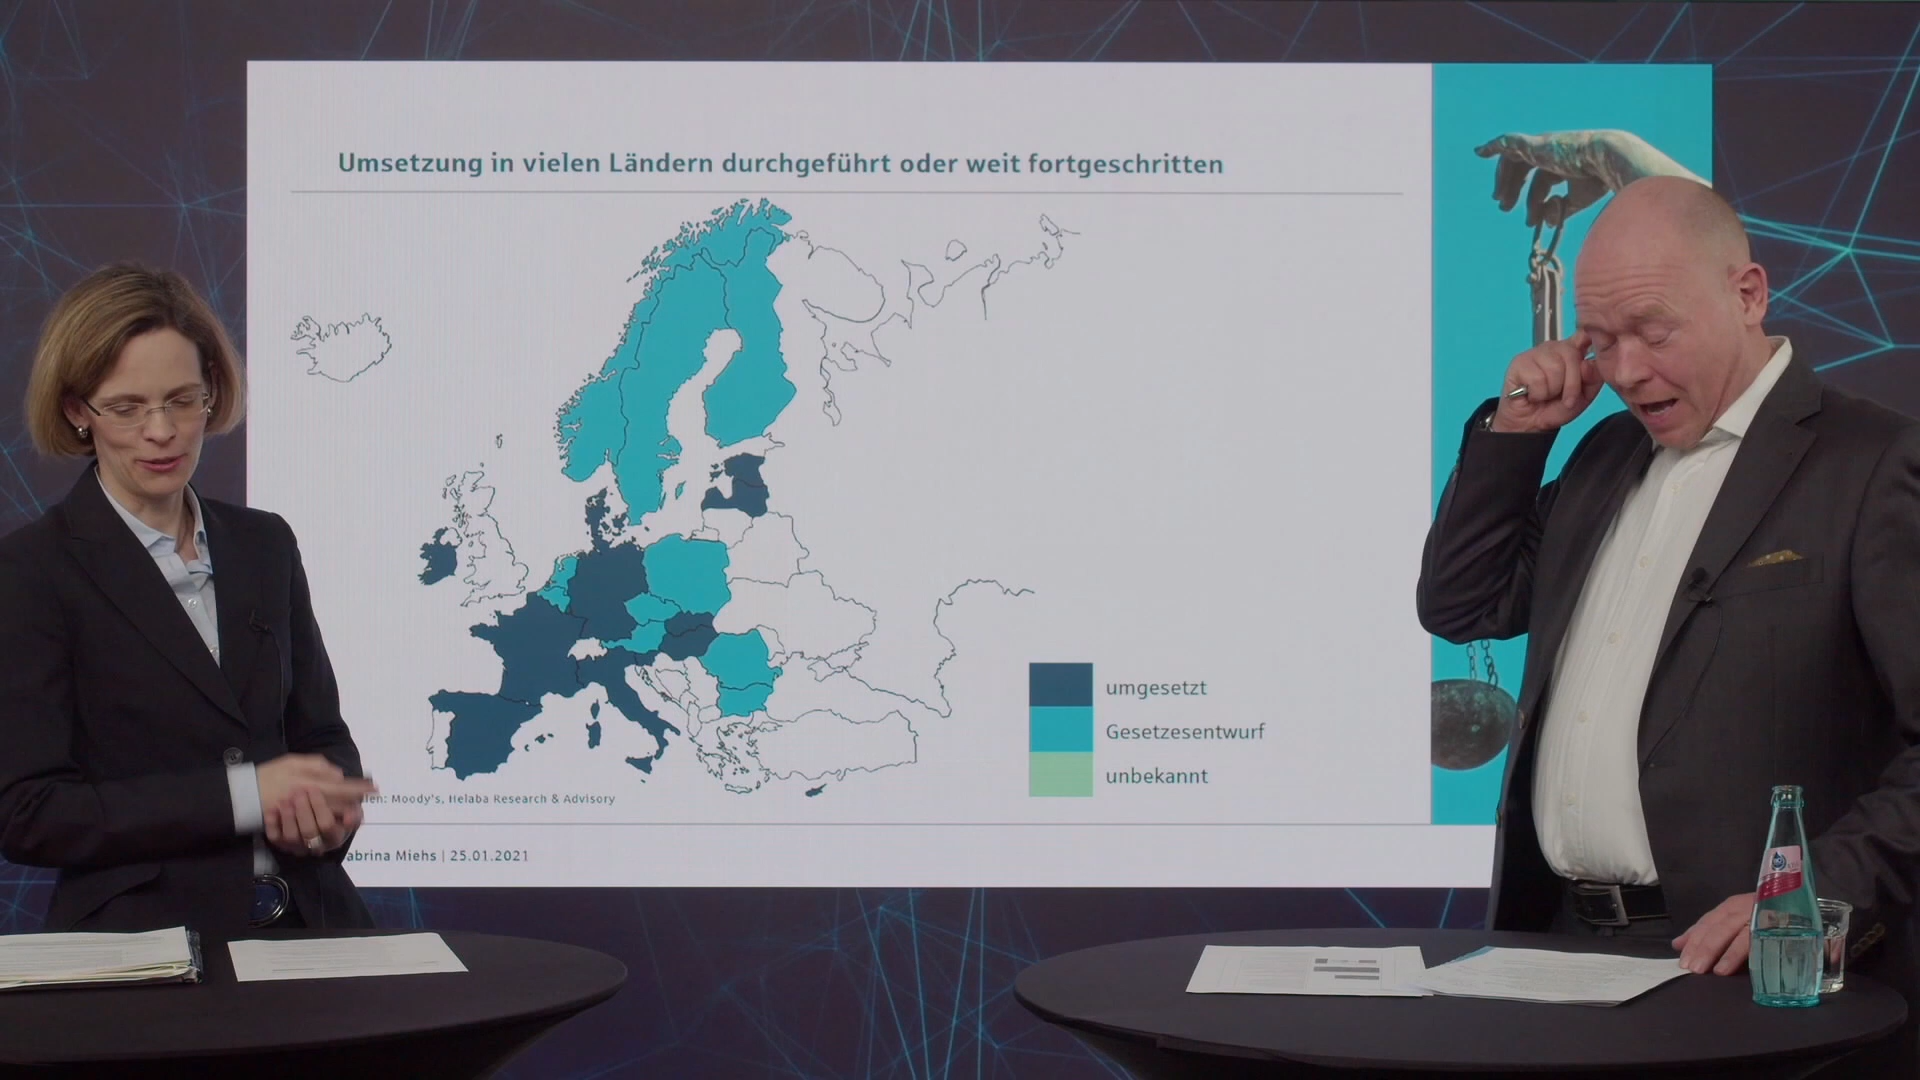 Umsetzung in vielen Ländern durchgeführt oder weit fortgeschritten
umgesetzt
Gesetzesentwurf
unbekannt
Moody's, Helaba Research & Advisory
Miehs | 25.01.2021